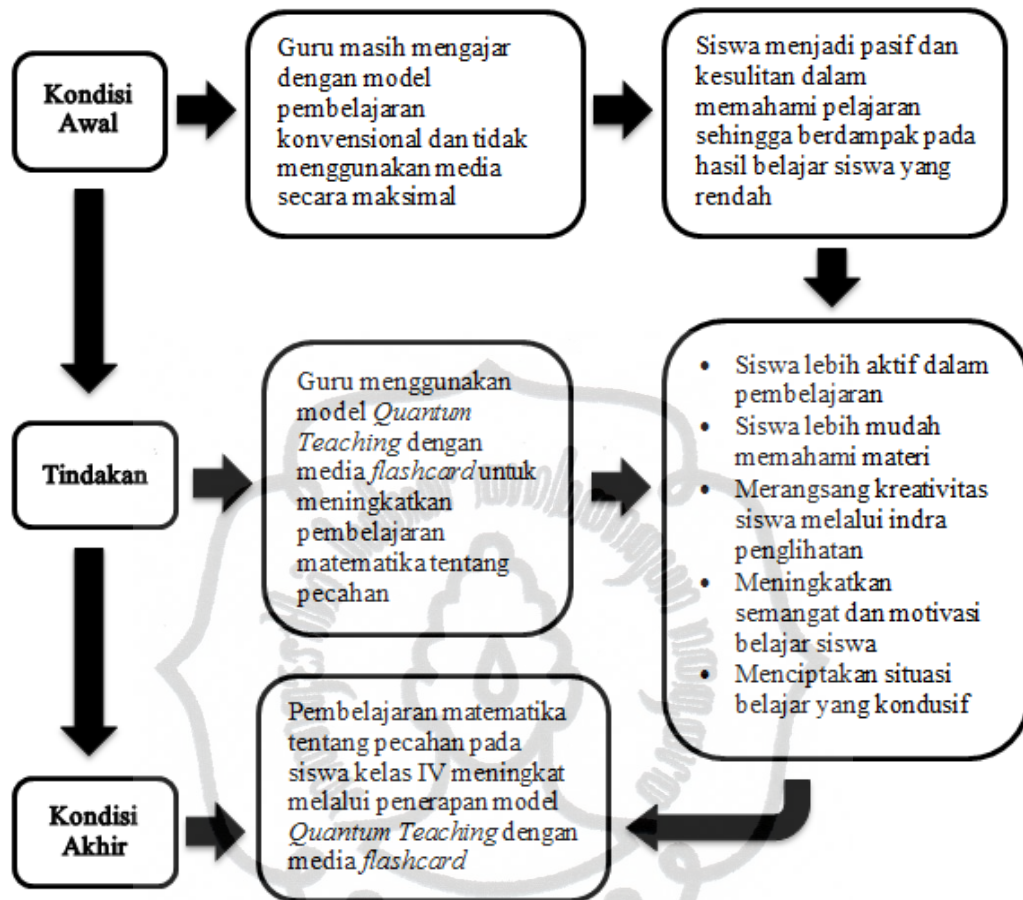 Kondisi
Awal
Guru masih mengajar
dengan model
pembelajaran
konvensional dan tidak
menggunakan media
secara maksimal
Siswa menjadi pasif dan
kesulitan dalam
memahami pelajaran
sehingga berdampak pada
hasil belajar siswa yang
rendah
Tindakan
Guru menggunakan
model Quantum
Teaching dengan
media flashcard untuk
meningkatkan
pembelajaran
matematika tentang
pecahan
• Siswa lebih aktif dalam
pembelajaran
• Siswa lebih mudah
memahami materi
• Merangsang kreativitas
siswa melalui indra
penglihatan
• Meningkatkan
semangat dan motivasi
belajar siswa
• Menciptakan situasi
belajar yang kondusif
Kondisi
Akhir
Pembelajaran matematika
tentang pecahan pada
siswa kelas IV meningkat
melalui penerapan model
Quantum Teaching dengan
media flashcard